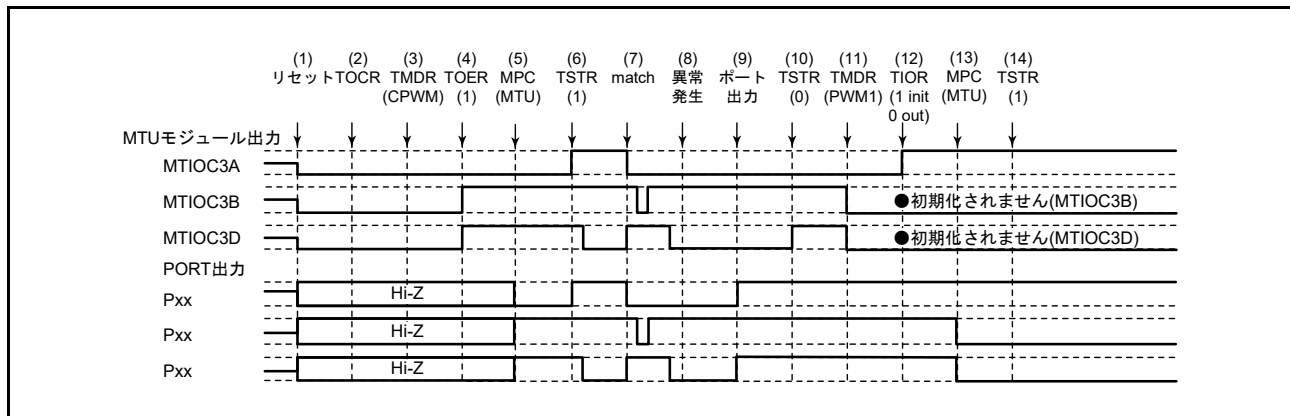 (1) (2) (3) (4) (5) (6) (7) (8) (9) (10) (11) (12) (13) (14)
リセット TOCR TMDR TOER MPC TSTR match 異常 ポート TSTR TMDR TIOR MPC TSTR
(CPWM) (1) (MTU) (1) 発生 出力 (0) (PWM1) (1 init (MTU) (1)
0 out)
MTUモジュール出力
MTIOC3A
MTIOC3B ●初期化されません(MTIOC3B)
MTIOC3D ●初期化されません(MTIOC3D)
PORT出力
Pxx Hi-Z
Pxx Hi-Z
Pxx Hi-Z